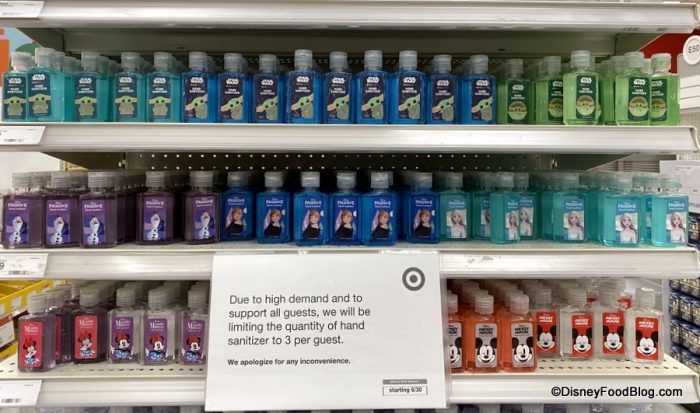 E50
STAR WARS
HAND SANITIZER
FROZEN II
Due to high demand and to
support all guests, we will be
limiting the quantity of hand
sanitizer to 3 per guest.
We apologize for any inconvenience.
starting 6/30
Minnie
MICKEY MOUSE
©DisneyFoodBlog.com